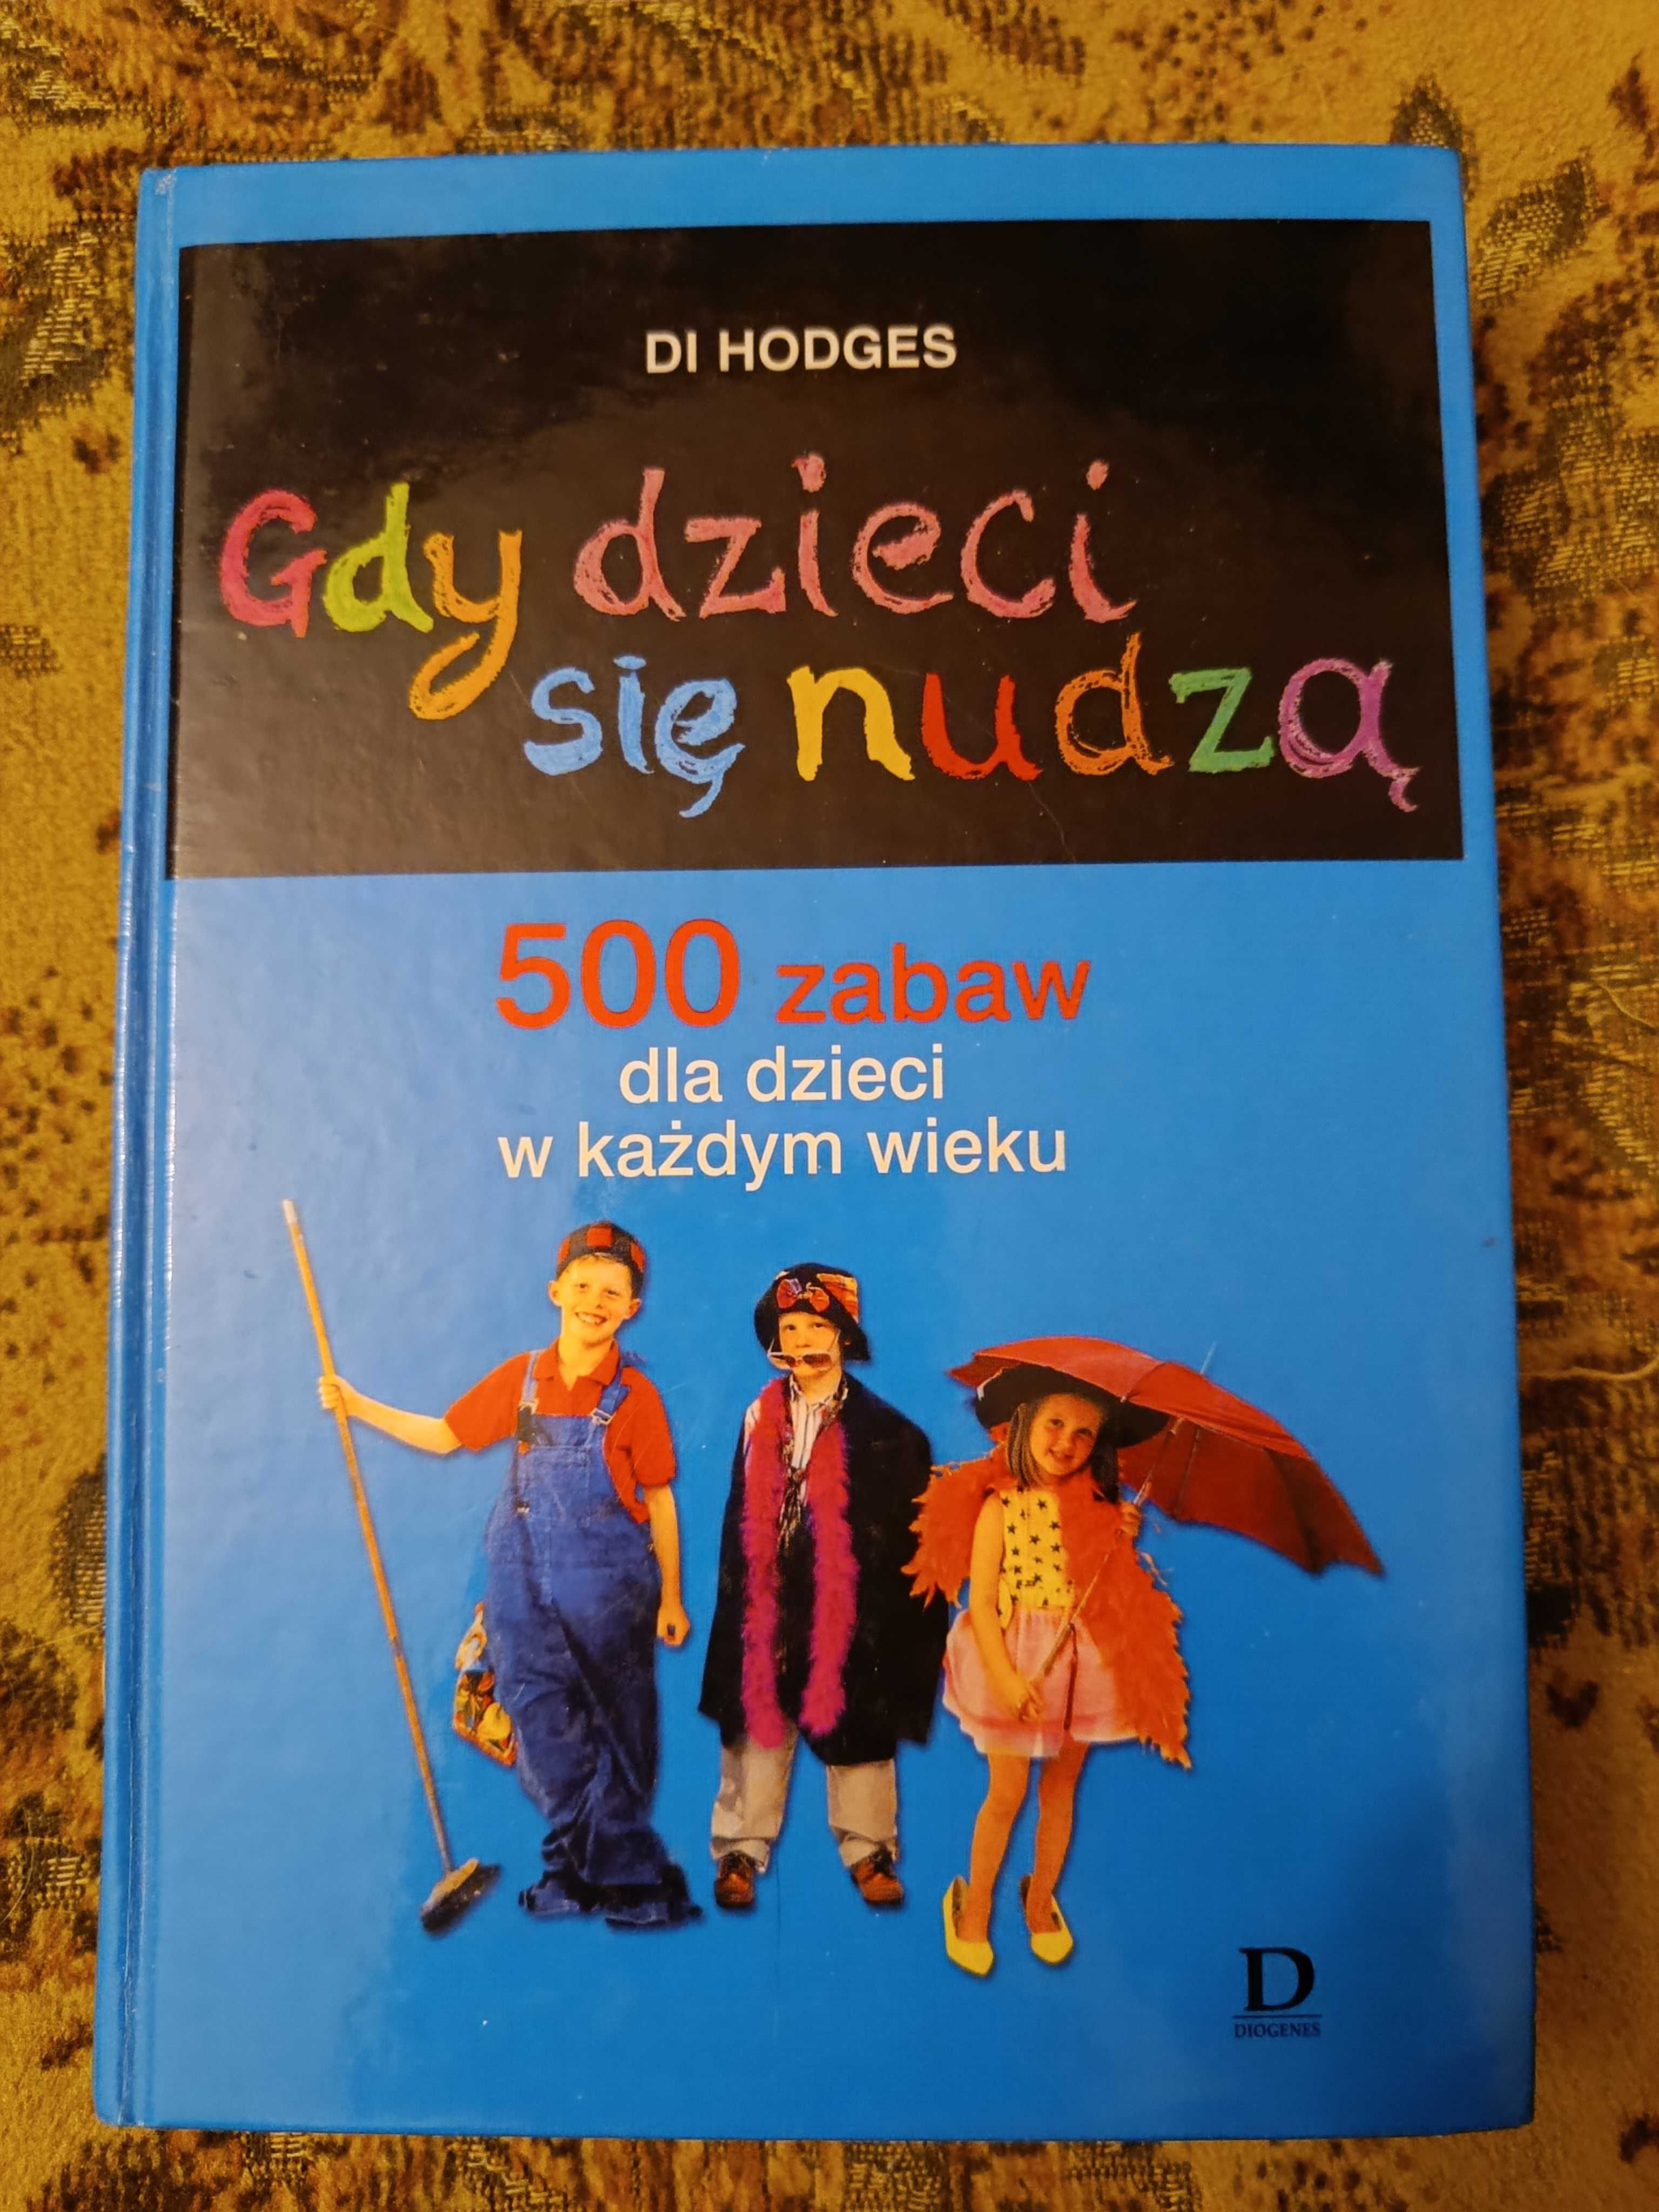 DI HODGES
Gdy dzieci
się nudzą
500 zabaw
dla dzieci
w każdym wieku
D
DIOGENES